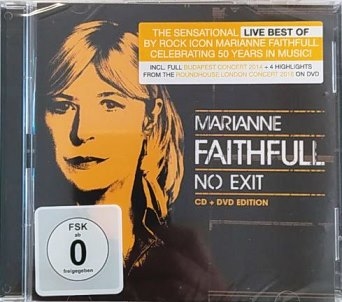 THE SENSATIONAL LIVE BEST OF
BY ROCK ICON MARIANNE FAITHFULL
CELEBRATING 50 YEARS IN MUSIC!
INCL. FULL BUDAPEST CONCERT 2014 + 4 HIGHLIGHTS
FROM THE ROUNDHOUSE LONDON CONCERT 2016 ON DVD
MARIANNE
FAITHFULL
NO EXIT
CD + DVD EDITION
FSK
ab
0
freigegeben